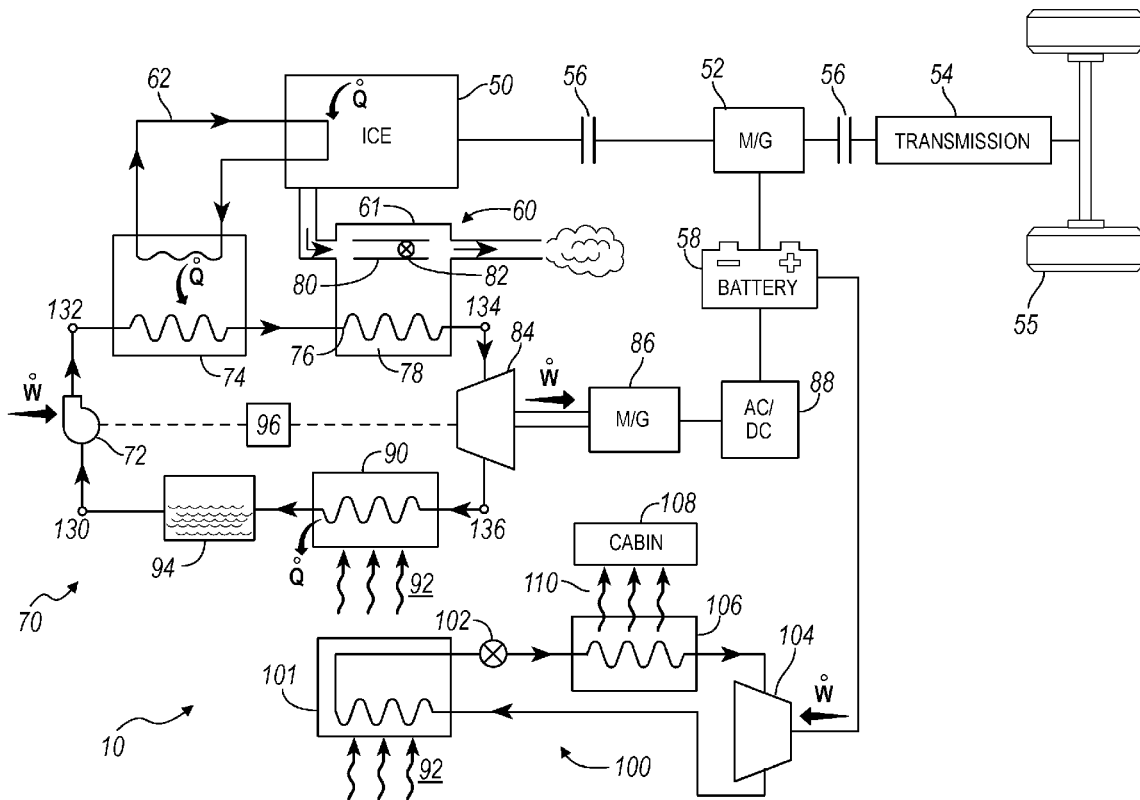 56
52
56
54
62
50
Q̊
ICE
M/G
TRANSMISSION
61
60
58
BATTERY
80
82
Q̊
132
134
84
55
76
86
Ẇ
Ẇ
74
78
88
96
M/G
AC/
DC
72
90
108
130
136
CABIN
94
Q̊
110
92
102
106
70
104
101
Ẇ
10
92
100